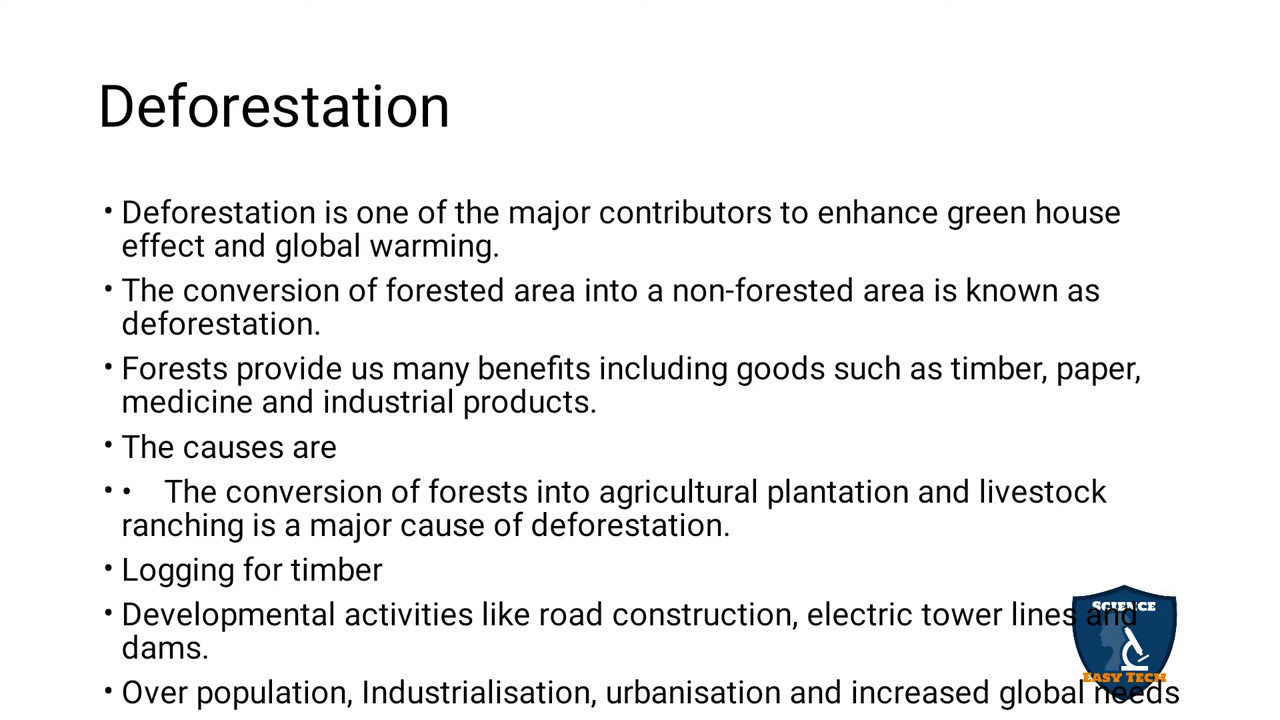 Deforestation
• Deforestation is one of the major contributors to enhance green house
effect and global warming.
• The conversion of forested area into a non-forested area is known as
deforestation.
• Forests provide us many benefits including goods such as timber, paper,
medicine and industrial products.
• The causes are
• • The conversion of forests into agricultural plantation and livestock
ranching is a major cause of deforestation.
• Logging for timber
• Developmental activities like road construction, electric tower lines and
dams.
• Over population, Industrialisation, urbanisation and increased global needs
SCIENCE
EASY TECH